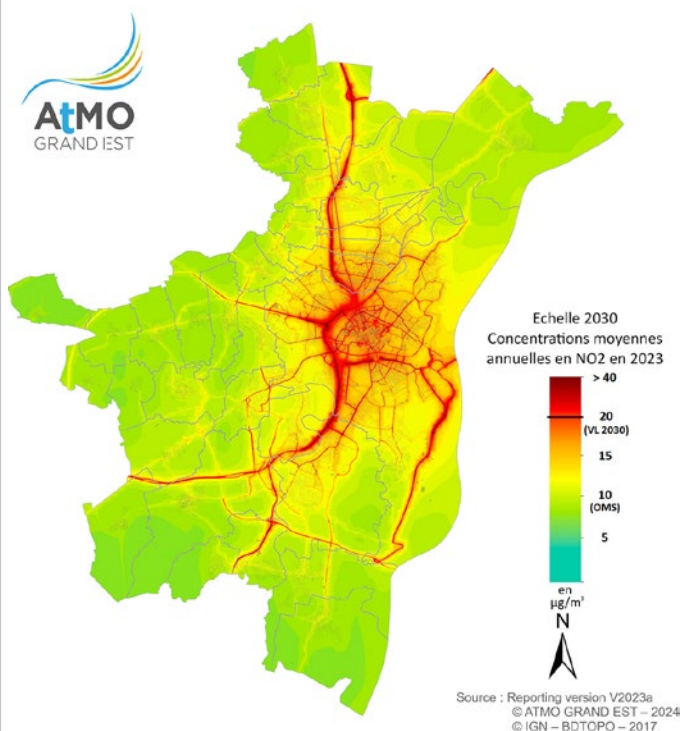 AtMO
GRAND EST
Echelle 2030
Concentrations moyennes
annuelles en NO2 en 2023
> 40
20
(VL 2030)
15
10
(OMS)
5
en
µg/m³
N
Source : Reporting version V2023a
© ATMO GRAND EST – 2024
© IGN – BDTOPO – 2017